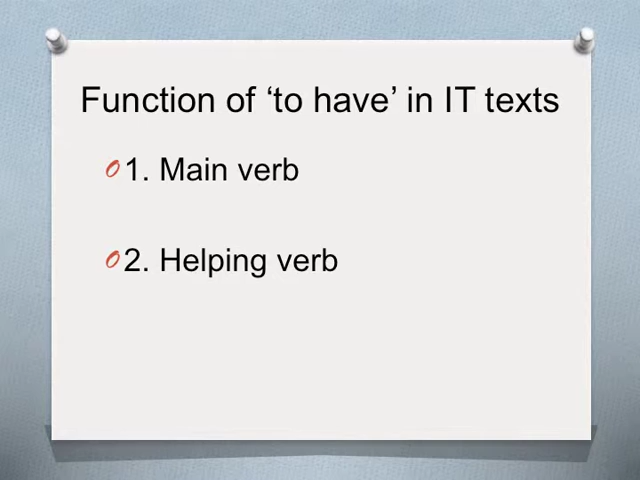 Function of ‘to have’ in IT texts
1. Main verb
2. Helping verb